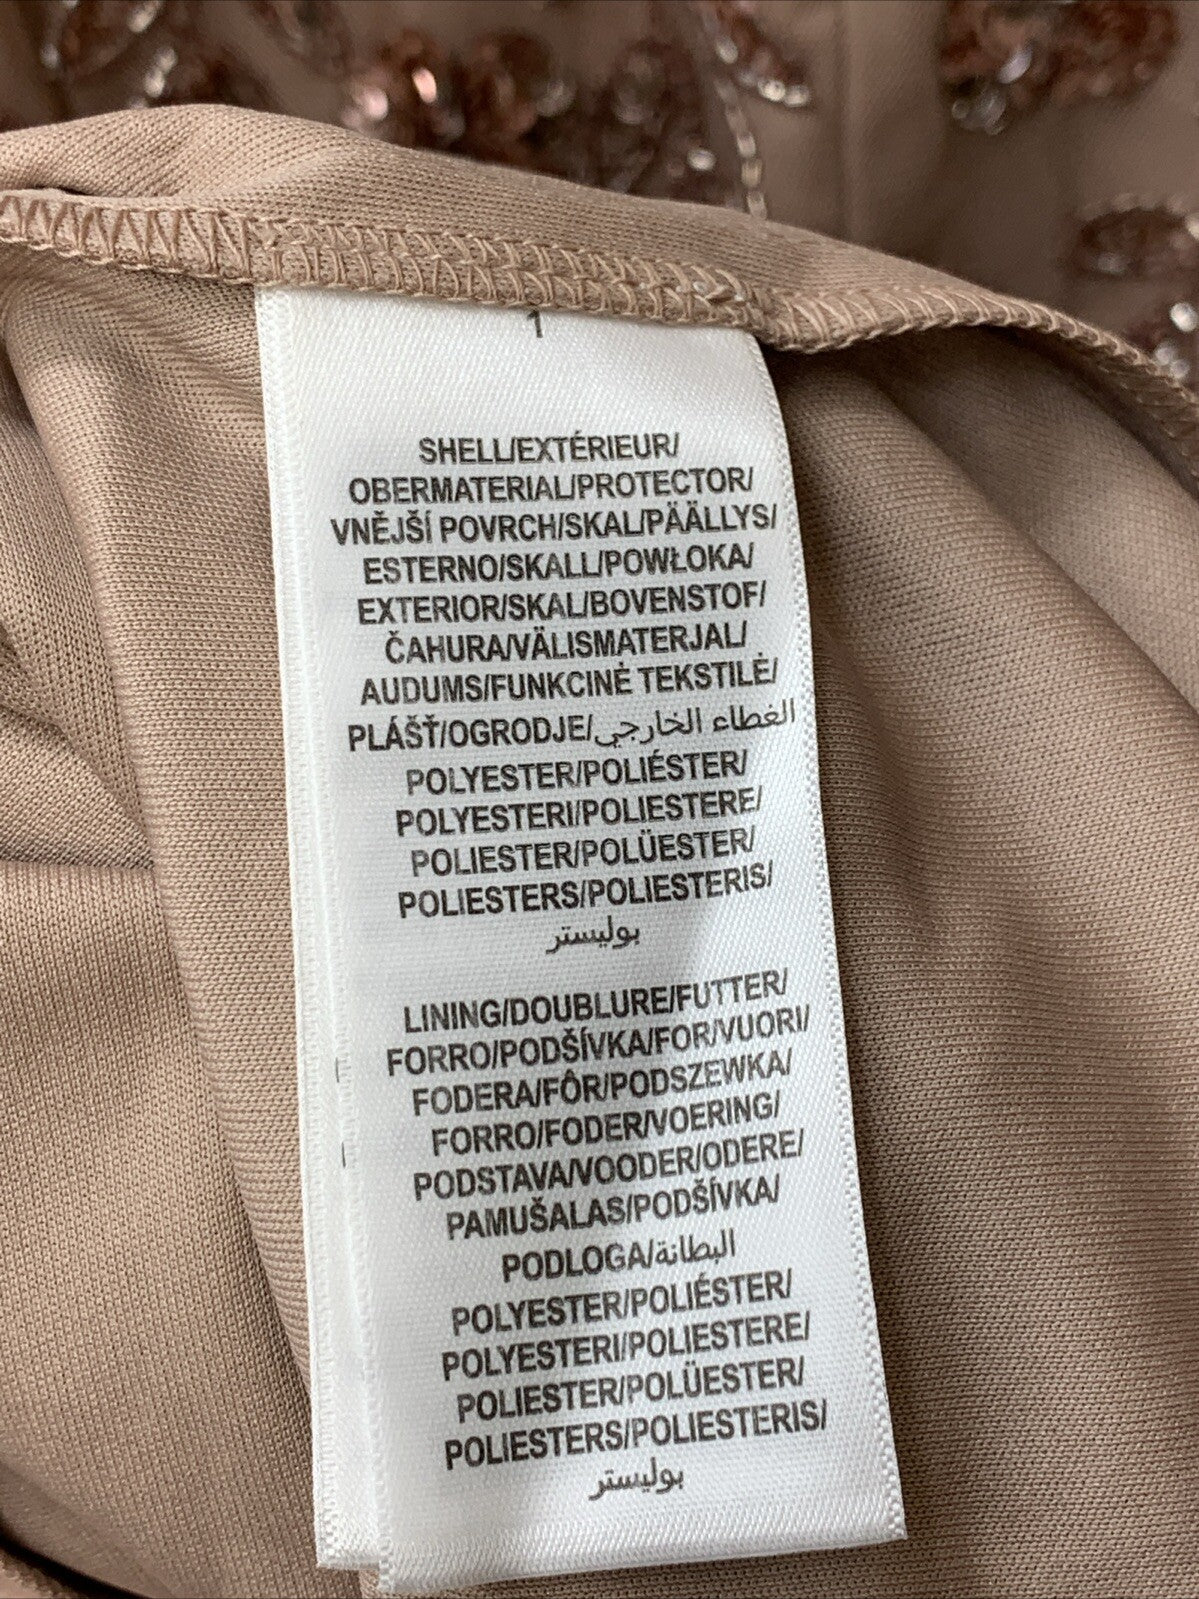 1
SHELL/EXTÉRIEUR/
OBERMATERIAL/PROTECTOR/
VNĚJŠÍ POVRCH/SKAL/PÄÄLLYS/
ESTERNO/SKALL/POWŁOKA/
EXTERIOR/SKAL/BOVENSTOF/
ČAHURA/VÄLISMATERJAL/
AUDUMS/FUNKCINĖ TEKSTILĖ/
PLÁŠŤ/OGRODJE/الغطاء الخارجي
POLYESTER/POLIÉSTER/
POLYESTERI/POLIESTERE/
POLIESTER/POLÜESTER/
POLIESTERS/POLIESTERIS/
بوليستر
LINING/DOUBLURE/FUTTER/
FORRO/PODŠÍVKA/FOR/VUORI/
FODERA/FÔR/PODSZEWKA/
FORRO/FODER/VOERING/
PODSTAVA/VOODER/ODERE/
PAMUŠALAS/PODŠÍVKA/
PODLOGA/البطانة
POLYESTER/POLIÉSTER/
POLYESTERI/POLIESTERE/
POLIESTER/POLÜESTER/
POLIESTERS/POLIESTERIS/
بوليستر